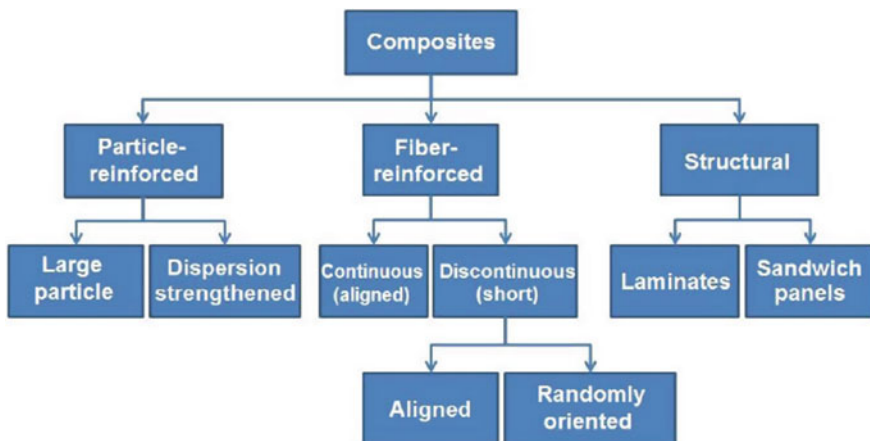 Composites
Particle-
reinforced
Fiber-
reinforced
Structural
Large
particle
Dispersion
strengthened
Continuous
(aligned)
Discontinuous
(short)
Laminates
Sandwich
panels
Aligned
Randomly
oriented